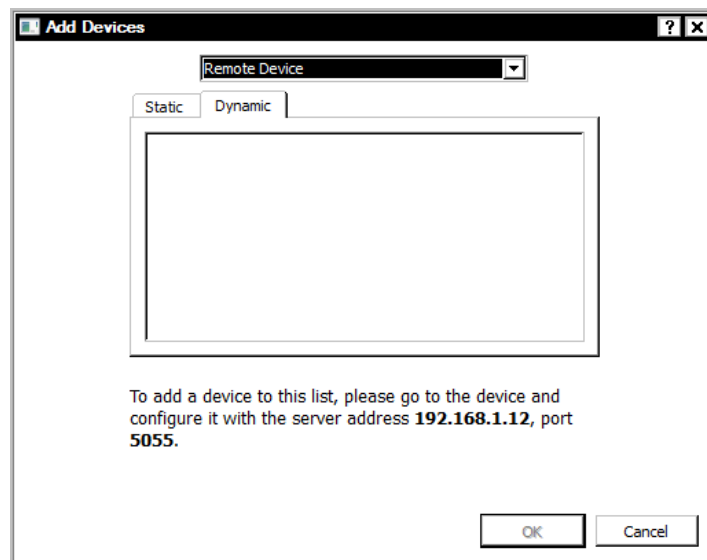 Add Devices
Remote Device
Static Dynamic
To add a device to this list, please go to the device and
configure it with the server address 192.168.1.12, port
5055.
OK Cancel